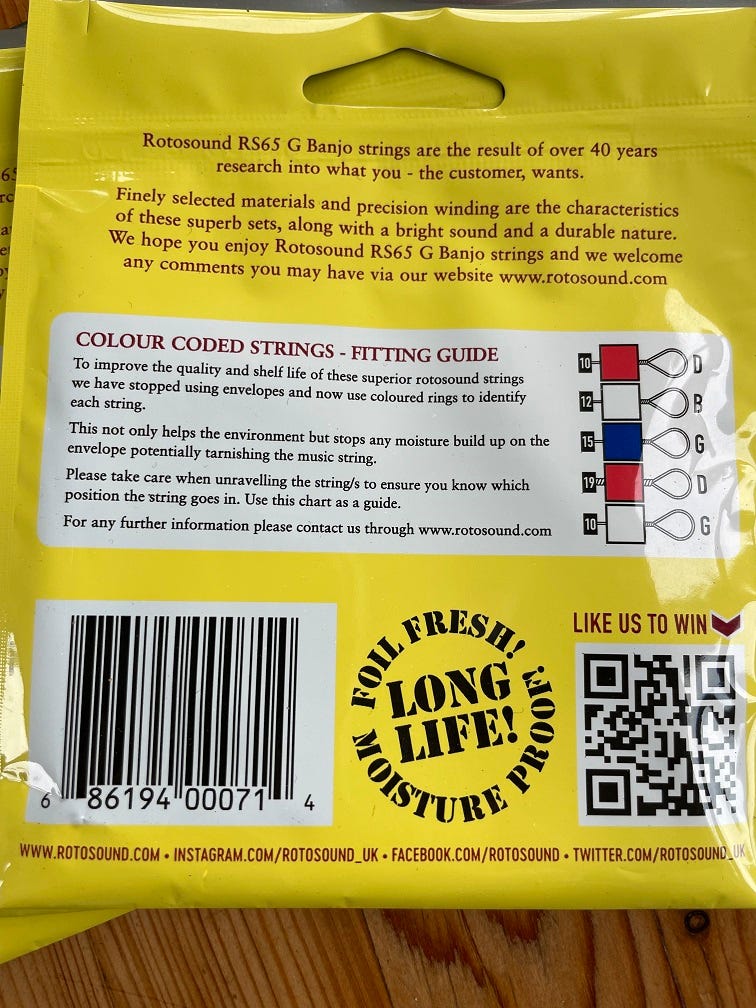 Rotosound RS65 G Banjo strings are the result of over 40 years
research into what you - the customer, wants.
Finely selected materials and precision winding are the characteristics
of these superb sets, along with a bright sound and a durable nature.
We hope you enjoy Rotosound RS65 G Banjo strings and we welcome
any comments you may have via our website www.rotosound.com
COLOUR CODED STRINGS - FITTING GUIDE
To improve the quality and shelf life of these superior rotosound strings
we have stopped using envelopes and now use coloured rings to identify
each string.
This not only helps the environment but stops any moisture build up on the
envelope potentially tarnishing the music string.
Please take care when unravelling the string/s to ensure you know which
position the string goes in. Use this chart as a guide.
For any further information please contact us through www.rotosound.com
10 D
12 B
15 G
19 D
10 G
6 86194 00071 4
FOIL FRESH!
LONG
LIFE!
MOISTURE PROOF!
LIKE US TO WIN
WWW.ROTOSOUND.COM • INSTAGRAM.COM/ROTOSOUND_UK • FACEBOOK.COM/ROTOSOUND • TWITTER.COM/ROTOSOUND_UK